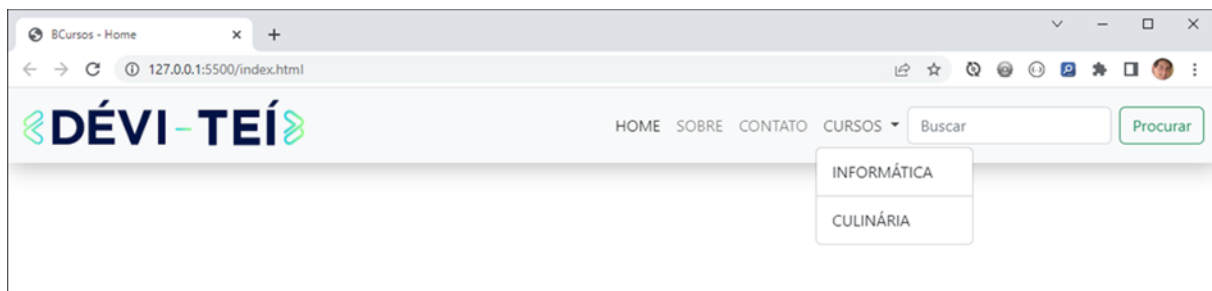 BCursos - Home
127.0.0.1:5500/index.html
DÉVI-TEÍ
HOME SOBRE CONTATO CURSOS Buscar Procurar
INFORMÁTICA
CULINÁRIA